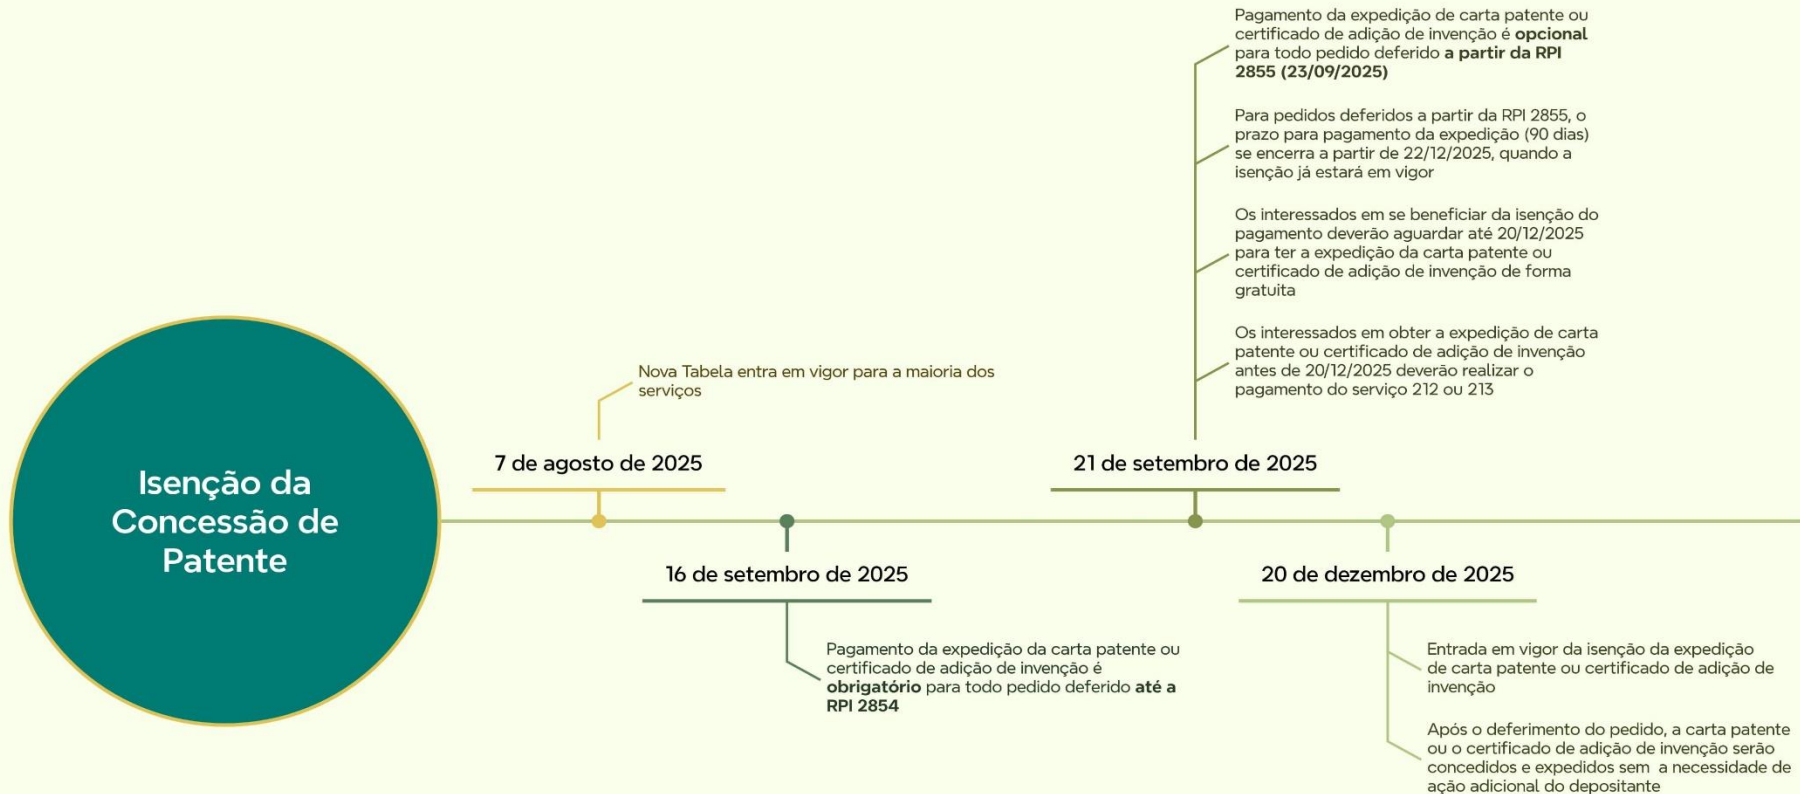 Isenção da
Concessão de
Patente
7 de agosto de 2025
Nova Tabela entra em vigor para a maioria dos
serviços
16 de setembro de 2025
Pagamento da expedição da carta patente ou
certificado de adição de invenção é
obrigatório para todo pedido deferido até a
RPI 2854
21 de setembro de 2025
Pagamento da expedição de carta patente ou
certificado de adição de invenção é opcional
para todo pedido deferido a partir da RPI
2855 (23/09/2025)
Para pedidos deferidos a partir da RPI 2855, o
prazo para pagamento da expedição (90 dias)
se encerra a partir de 22/12/2025, quando a
isenção já estará em vigor
Os interessados em se beneficiar da isenção do
pagamento deverão aguardar até 20/12/2025
para ter a expedição da carta patente ou
certificado de adição de invenção de forma
gratuita
Os interessados em obter a expedição de carta
patente ou certificado de adição de invenção
antes de 20/12/2025 deverão realizar o
pagamento do serviço 212 ou 213
20 de dezembro de 2025
Entrada em vigor da isenção da expedição
de carta patente ou certificado de adição de
invenção
Após o deferimento do pedido, a carta patente
ou o certificado de adição de invenção serão
concedidos e expedidos sem a necessidade de
ação adicional do depositante